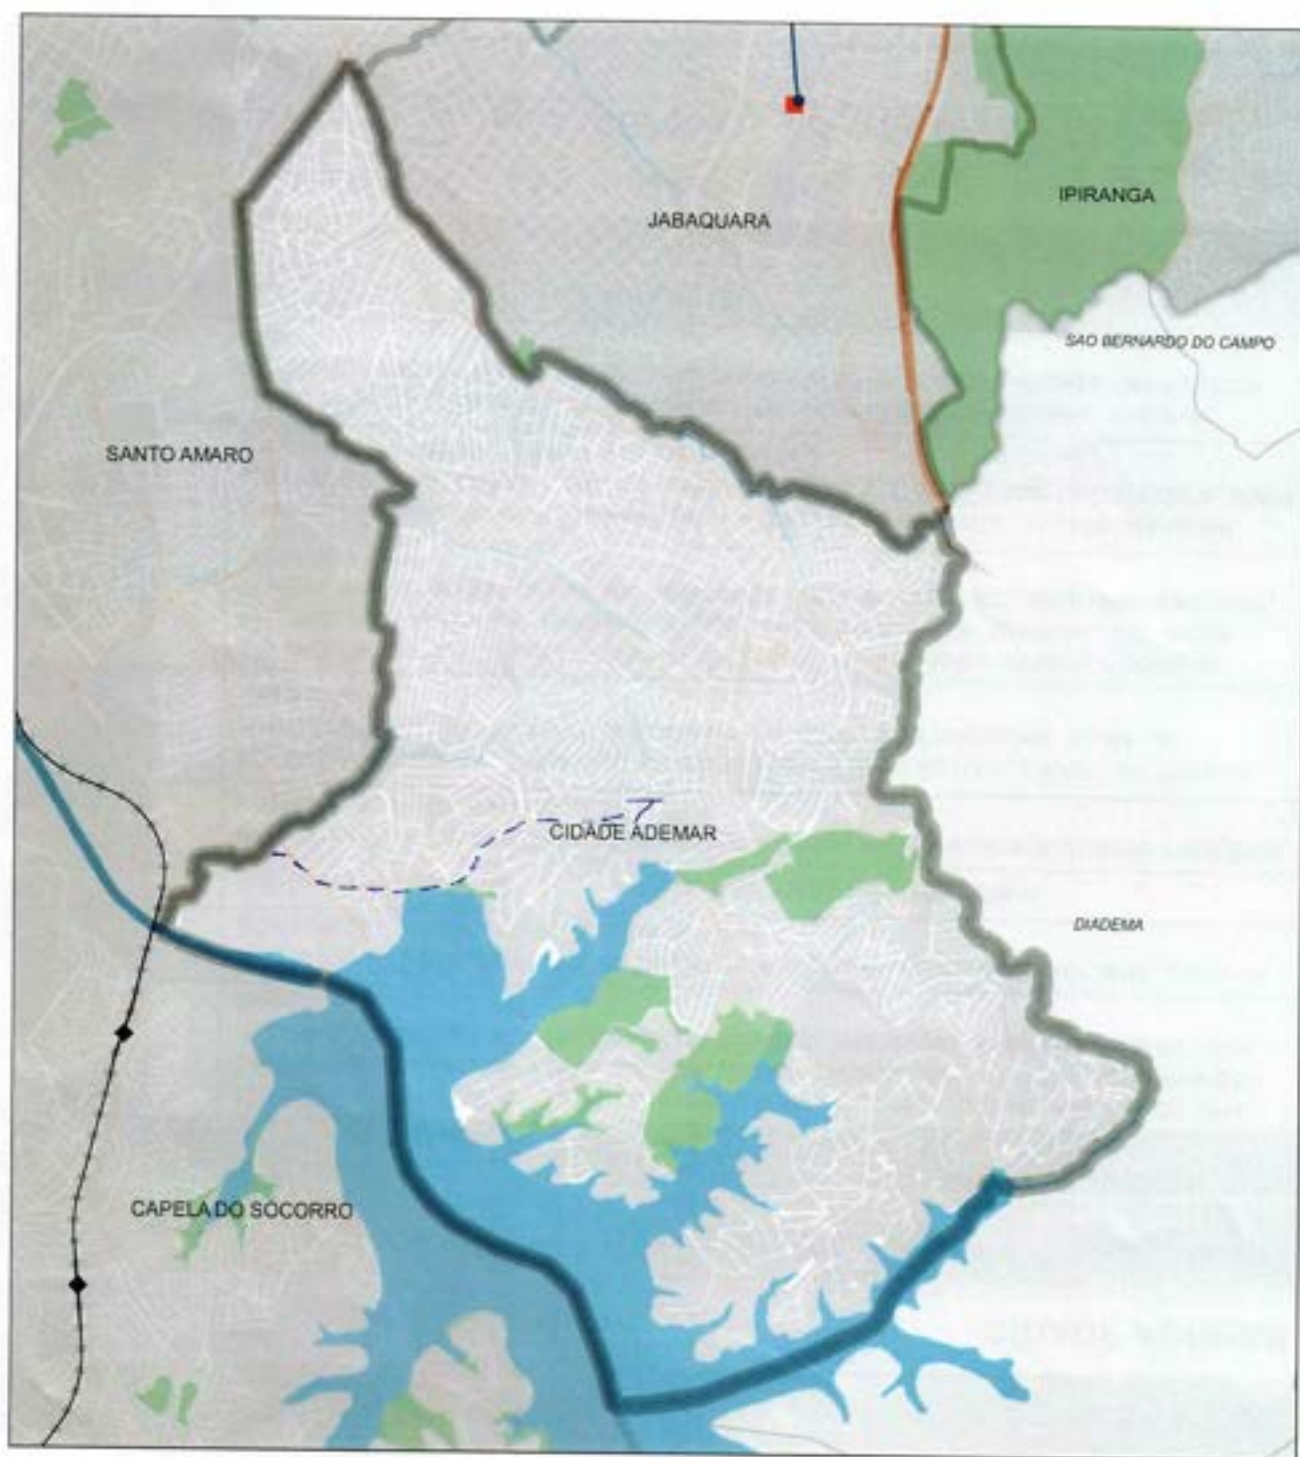 IPIRANGA
JABAQUARA
SAO BERNARDO DO CAMPO
SANTO AMARO
CIDADE ADEMAR
DIADEMA
CAPELA DO SOCORRO